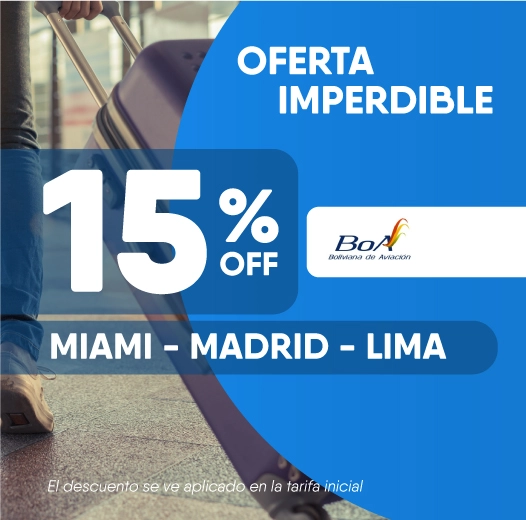 OFERTA
IMPERDIBLE
15%
OFF
BoA
Boliviana de Aviación
MIAMI - MADRID - LIMA
El descuento se ve aplicado en la tarifa inicial